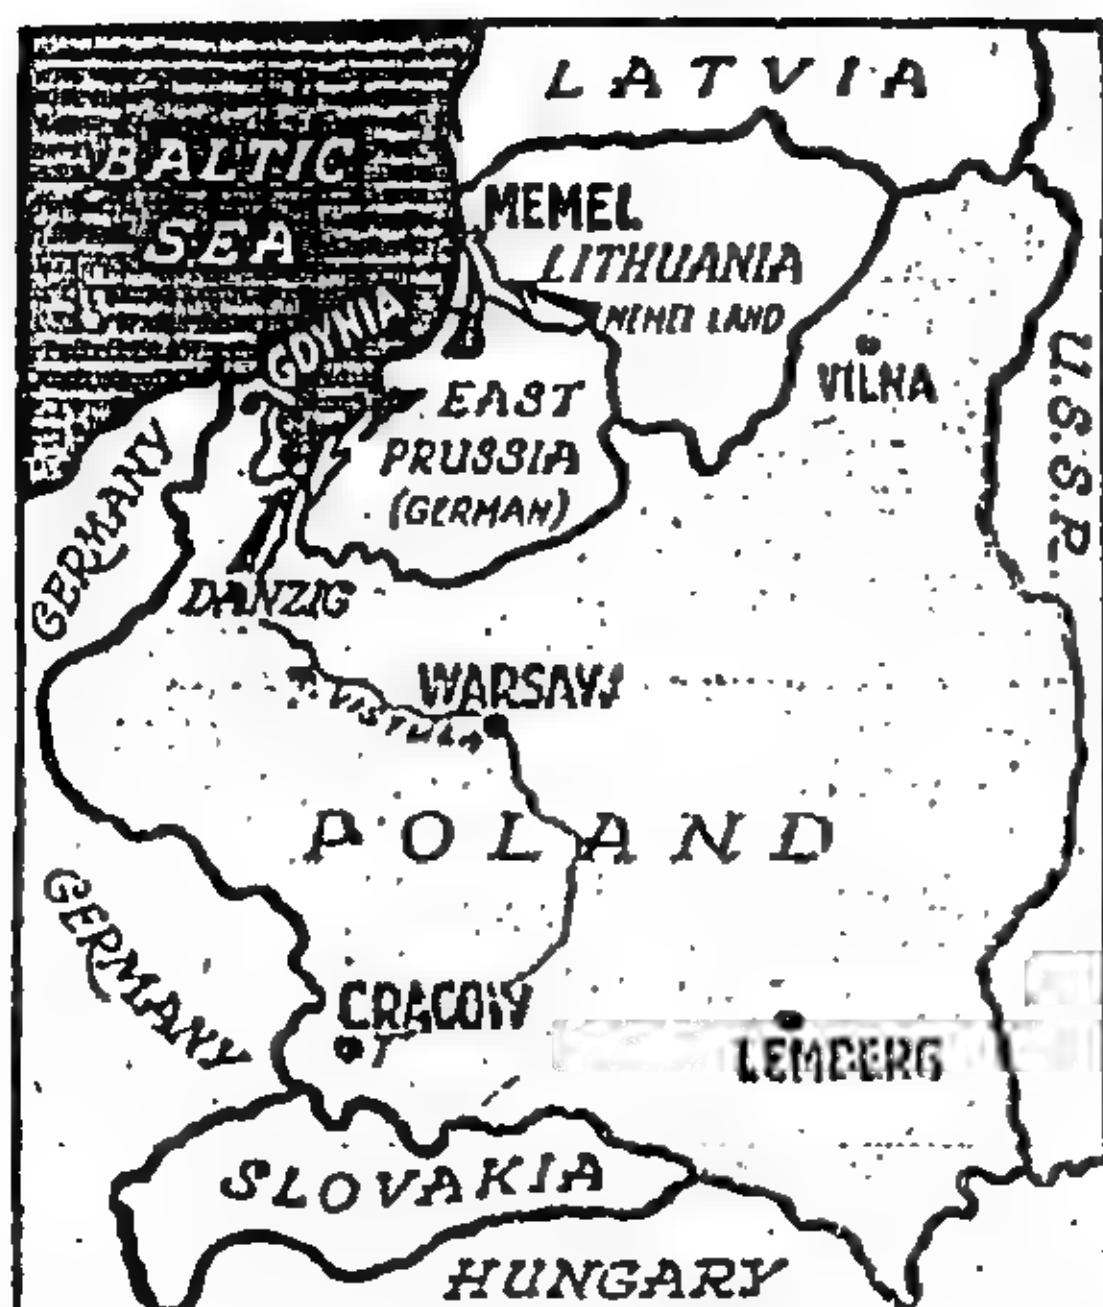 LATVIA
BALTIC
SEA
MEMEL
LITHUANIA
MEMEL LAND
GDYNIA
VILNA
U.S.S.R.
EAST
PRUSSIA
(GERMAN)
GERMANY
DANZIG
WARSAW
R. VISTULA
POLAND
GERMANY
CRACOW
LEMBERG
SLOVAKIA
HUNGARY